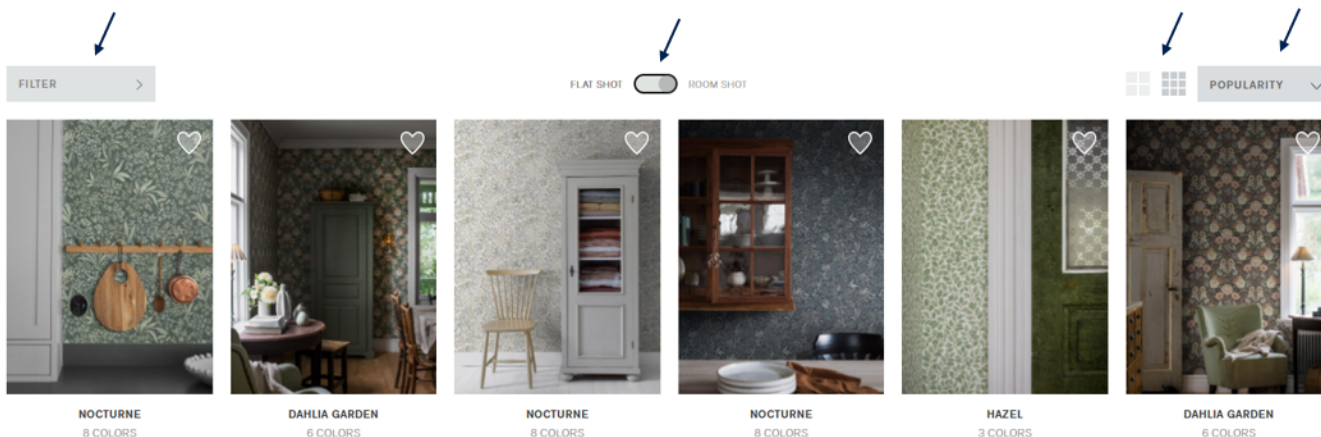 FILTER
FLAT SHOT ROOM SHOT
POPULARITY
NOCTURNE
8 COLORS
DAHLIA GARDEN
6 COLORS
NOCTURNE
8 COLORS
NOCTURNE
8 COLORS
HAZEL
3 COLORS
DAHLIA GARDEN
6 COLORS